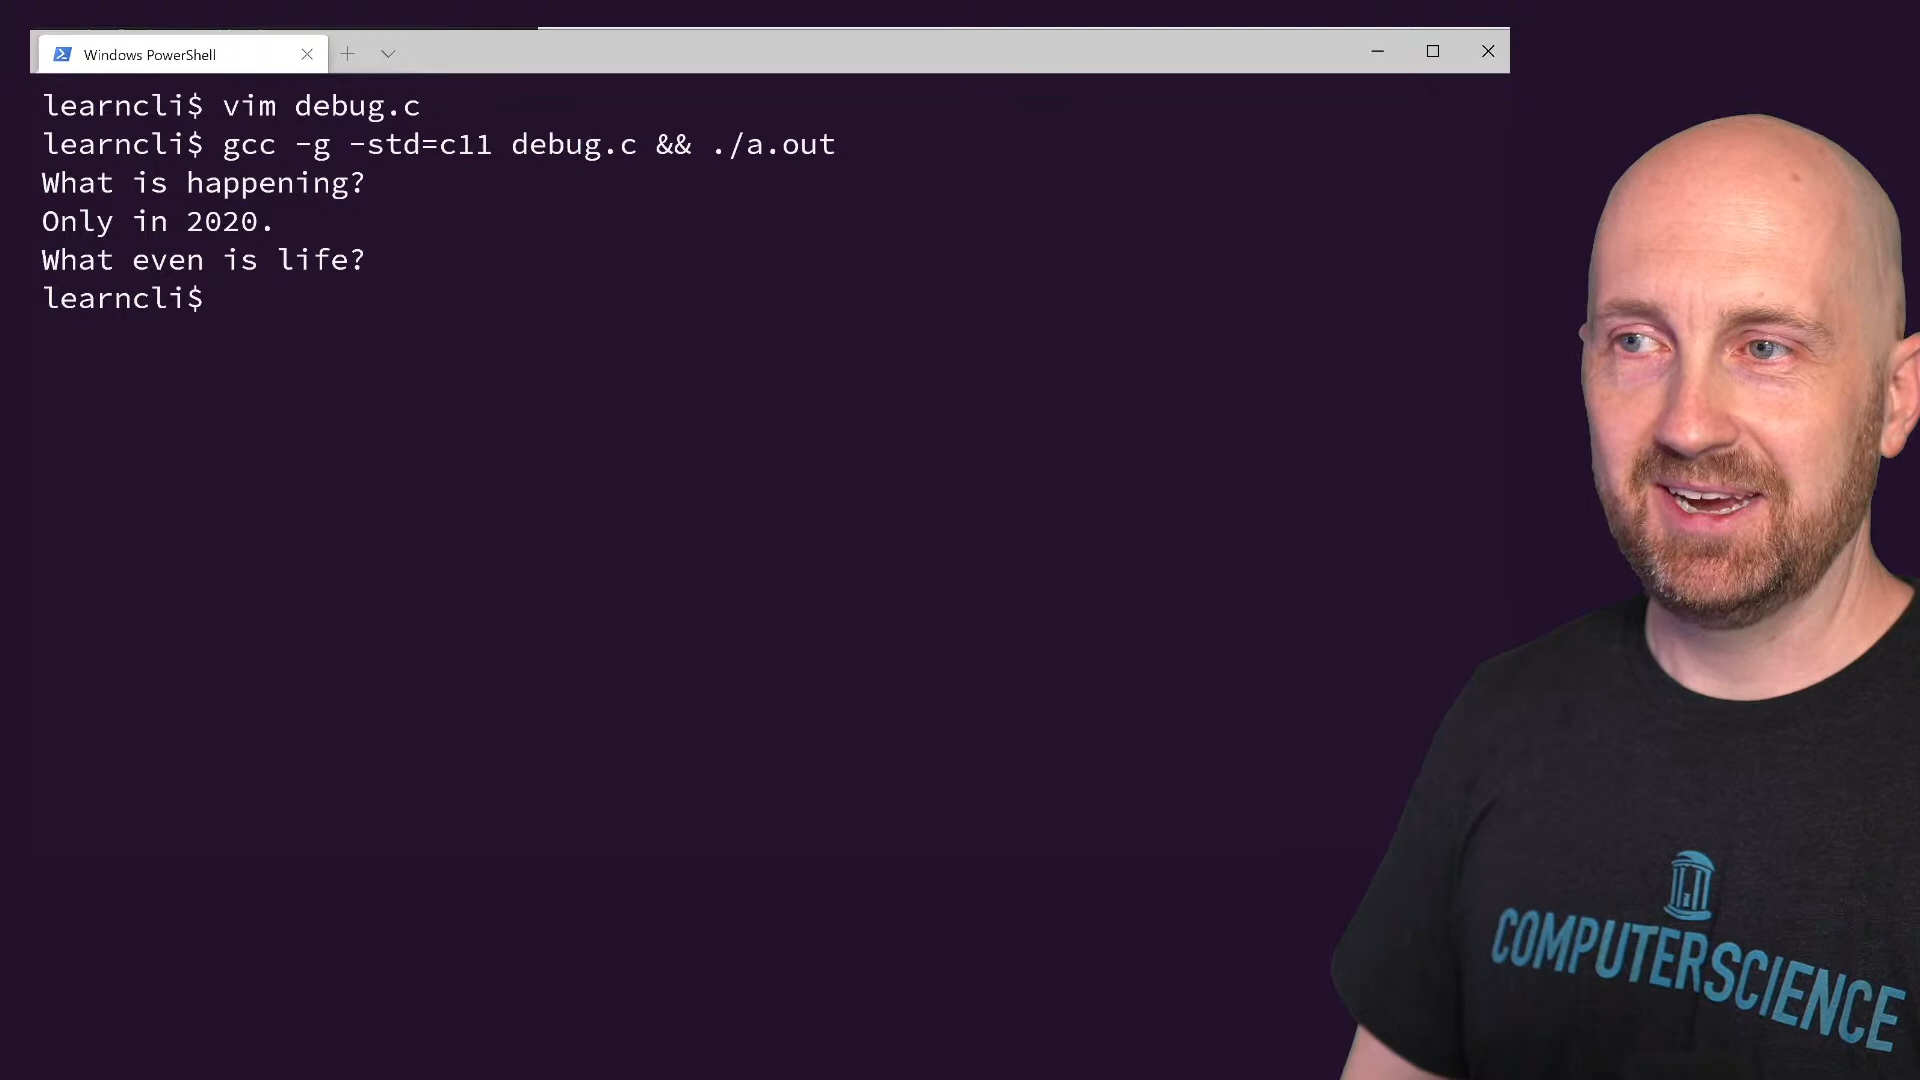 Windows PowerShell
learncli$ vim debug.c
learncli$ gcc -g -std=c11 debug.c && ./a.out
What is happening?
Only in 2020.
What even is life?
learncli$
COMPUTERSCIENCE